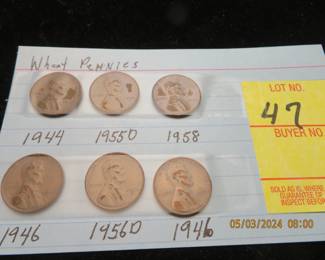 Wheat Pennies
1944 1955D 1958
1946 1956D 1946
LOT NO.
47
BUYER NO
SOLD AS IS, WHERE
GUARANTEE OF
INSPECT BEFOR
05/03/2024 08:00